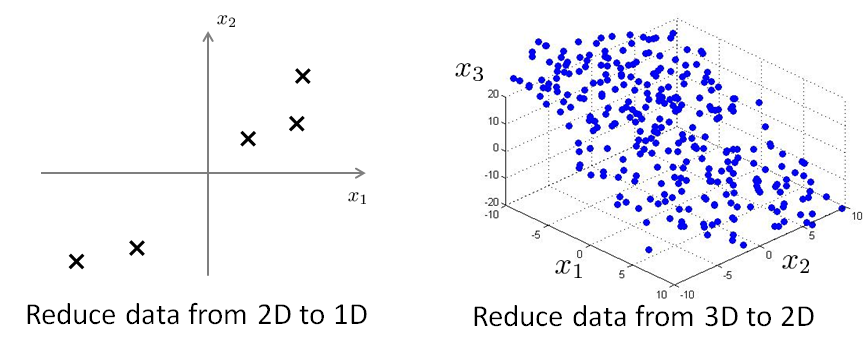 x₂
x₁
Reduce data from 2D to 1D
x₃
20
10
0
-10
-20
-10
-5
0
5
10
x₁
-10
-5
0
5
10
x₂
Reduce data from 3D to 2D